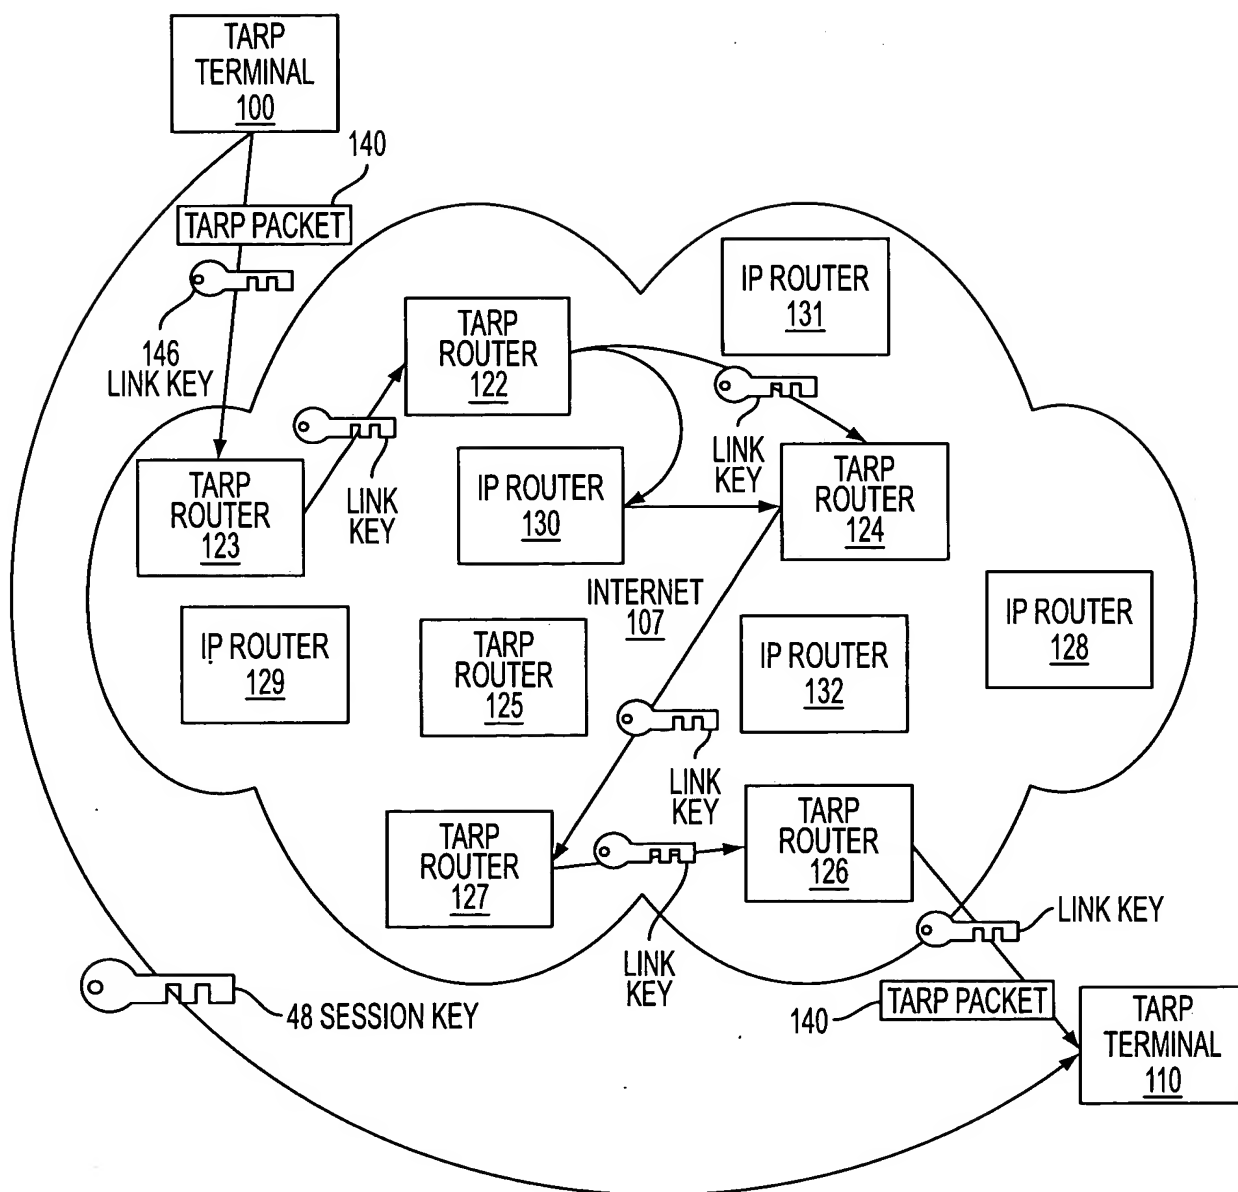 TARP
TERMINAL
100
140
TARP PACKET
146
LINK KEY
TARP
ROUTER
122
IP ROUTER
131
LINK
KEY
LINK
KEY
TARP
ROUTER
123
IP ROUTER
130
TARP
ROUTER
124
INTERNET
107
IP ROUTER
129
TARP
ROUTER
125
IP ROUTER
132
IP ROUTER
128
LINK
KEY
TARP
ROUTER
127
TARP
ROUTER
126
LINK
KEY
LINK KEY
48 SESSION KEY
140
TARP PACKET
TARP
TERMINAL
110